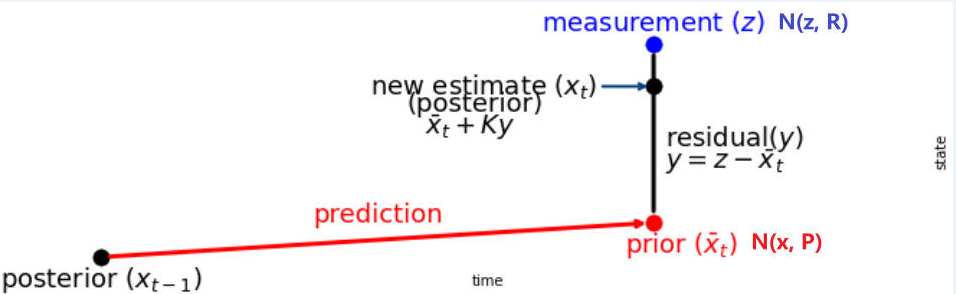 measurement (z) N(z, R)
new estimate (xₜ)
(posterior)
x̄ₜ + Ky
residual(y)
y = z − x̄ₜ
state
prediction
prior (x̄ₜ) N(x, P)
posterior (xₜ₋₁)
time